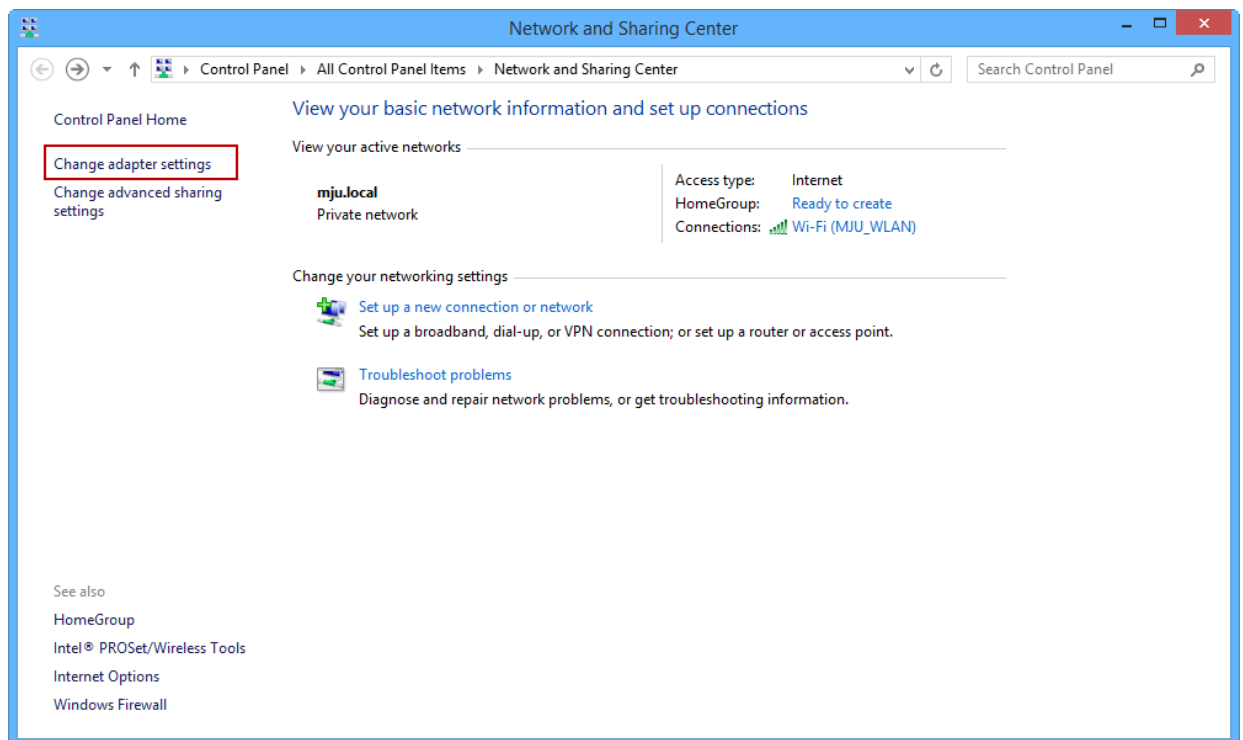 Network and Sharing Center
Control Panel All Control Panel Items Network and Sharing Center
Search Control Panel
Control Panel Home
Change adapter settings
Change advanced sharing
settings
View your basic network information and set up connections
View your active networks
mju.local
Private network
Access type: Internet
HomeGroup: Ready to create
Connections: Wi-Fi (MJU_WLAN)
Change your networking settings
Set up a new connection or network
Set up a broadband, dial-up, or VPN connection; or set up a router or access point.
Troubleshoot problems
Diagnose and repair network problems, or get troubleshooting information.
See also
HomeGroup
Intel® PROSet/Wireless Tools
Internet Options
Windows Firewall